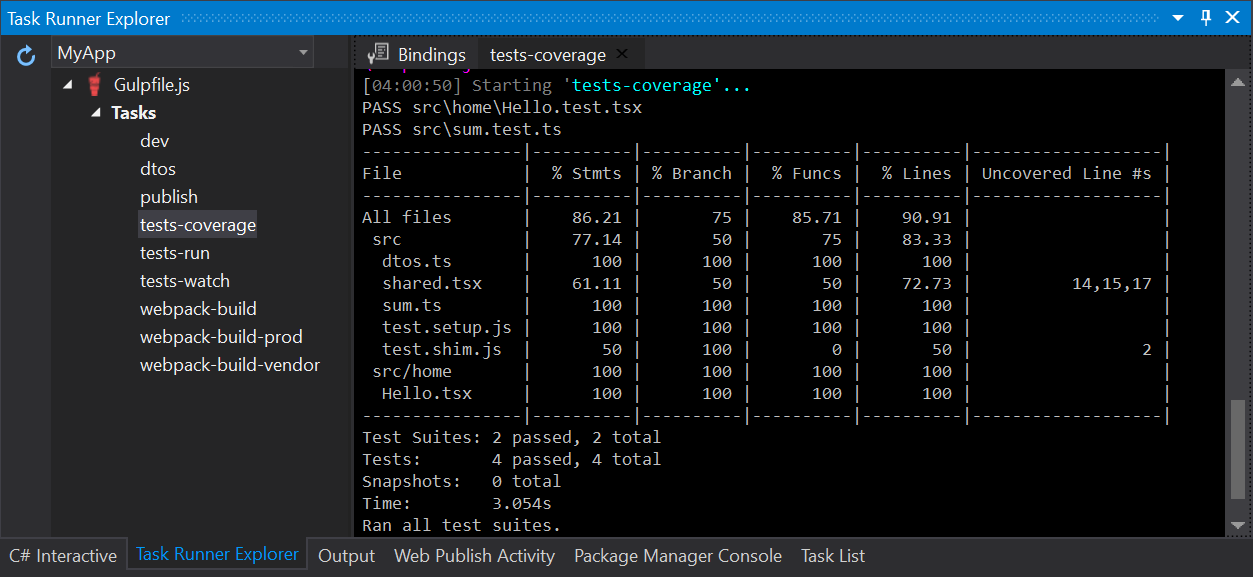 Task Runner Explorer
MyApp
Gulpfile.js
Tasks
dev
dtos
publish
tests-coverage
tests-run
tests-watch
webpack-build
webpack-build-prod
webpack-build-vendor
Bindings tests-coverage
[04:00:50] Starting 'tests-coverage'...
PASS src\home\Hello.test.tsx
PASS src\sum.test.ts
----------------|----------|----------|----------|----------|-------------------|
File            |  % Stmts | % Branch |  % Funcs |  % Lines | Uncovered Line #s |
----------------|----------|----------|----------|----------|-------------------|
All files       |    86.21 |       75 |    85.71 |    90.91 |                   |
 src            |    77.14 |       50 |       75 |    83.33 |                   |
  dtos.ts       |      100 |      100 |      100 |      100 |                   |
  shared.tsx    |    61.11 |       50 |       50 |    72.73 |          14,15,17 |
  sum.ts        |      100 |      100 |      100 |      100 |                   |
  test.setup.js |      100 |      100 |      100 |      100 |                   |
  test.shim.js  |       50 |      100 |        0 |       50 |                 2 |
 src/home       |      100 |      100 |      100 |      100 |                   |
  Hello.tsx     |      100 |      100 |      100 |      100 |                   |
----------------|----------|----------|----------|----------|-------------------|
Test Suites: 2 passed, 2 total
Tests:       4 passed, 4 total
Snapshots:   0 total
Time:        3.054s
Ran all test suites.
C# Interactive Task Runner Explorer Output Web Publish Activity Package Manager Console Task List